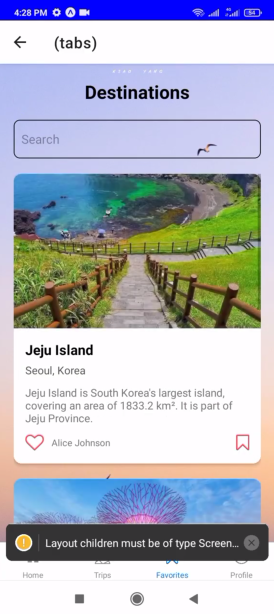 4:28 PM
54
(tabs)
Destinations
Search
Jeju Island
Seoul, Korea
Jeju Island is South Korea's largest island,
covering an area of 1833.2 km². It is part of
Jeju Province.
Alice Johnson
Layout children must be of type Screen...
Home
Trips
Favorites
Profile